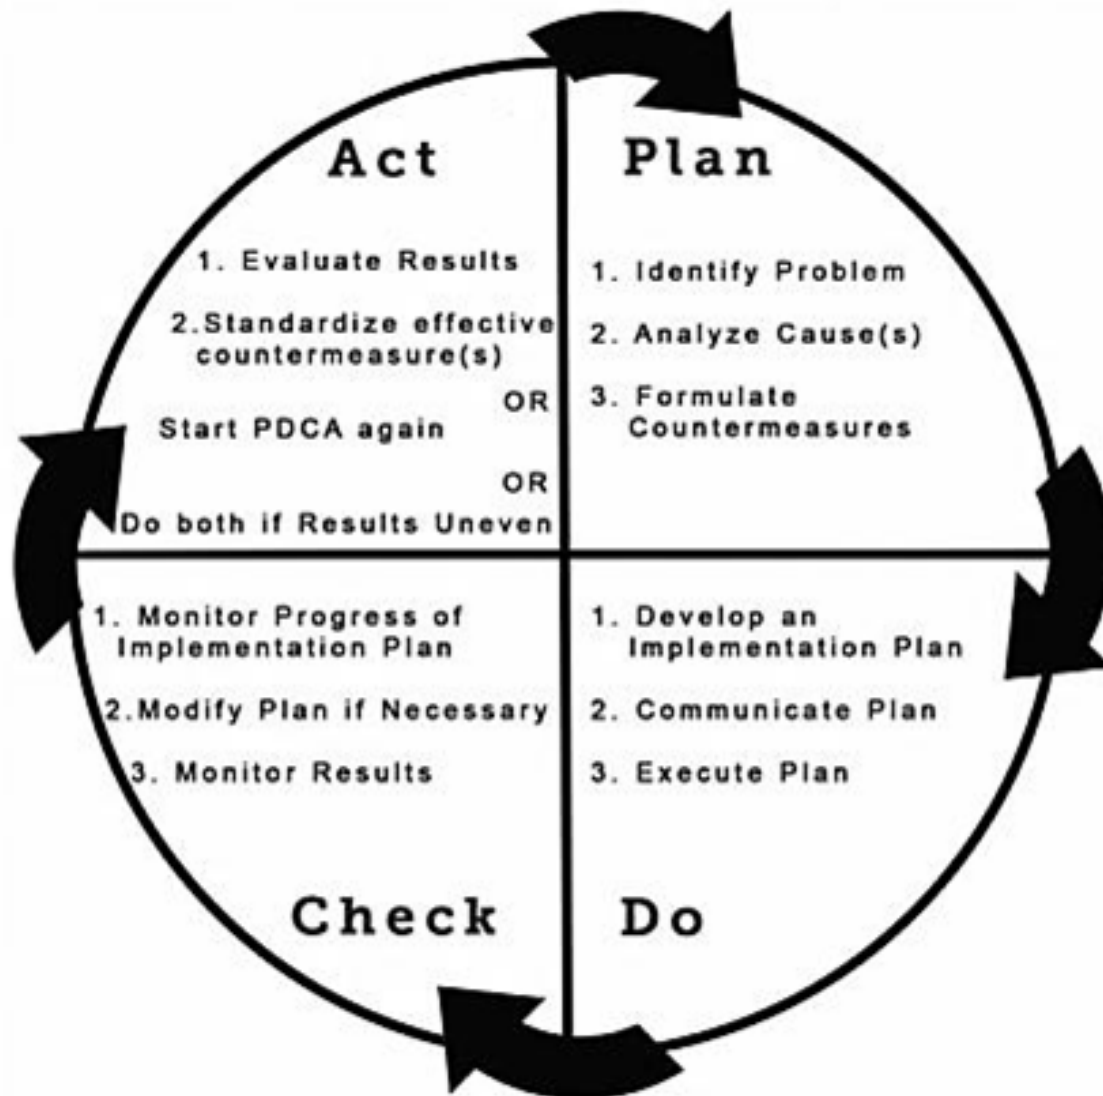 Act
1. Evaluate Results
2.Standardize effective
countermeasure(s)
OR
Start PDCA again
OR
Do both if Results Uneven
Plan
1. Identify Problem
2. Analyze Cause(s)
3. Formulate
Countermeasures
1. Monitor Progress of
Implementation Plan
2.Modify Plan if Necessary
3. Monitor Results
Check
1. Develop an
Implementation Plan
2. Communicate Plan
3. Execute Plan
Do